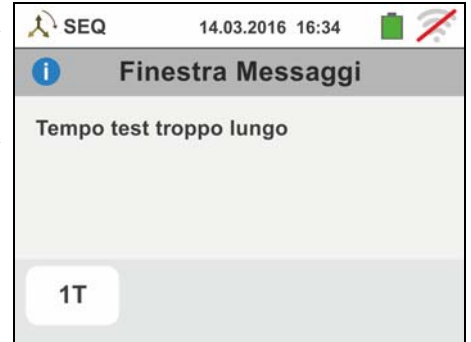 SEQ 14.03.2016 16:34
i Finestra Messaggi
Tempo test troppo lungo
1T